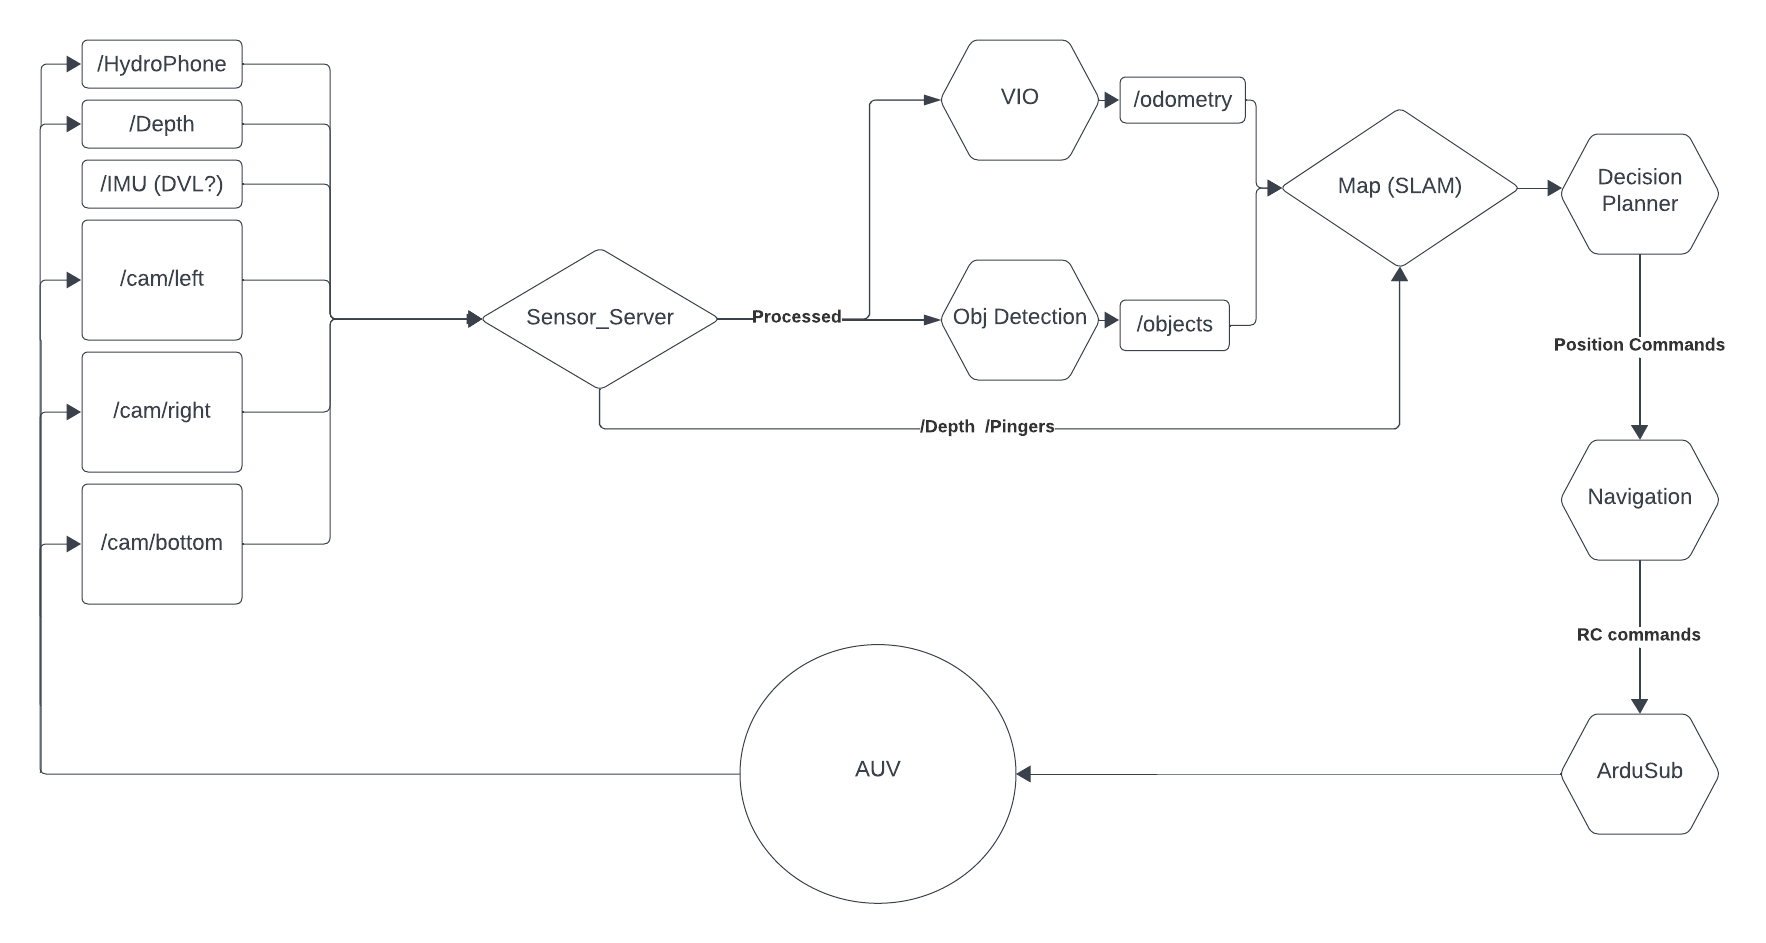 /HydroPhone
/Depth
/IMU (DVL?)
/cam/left
/cam/right
/cam/bottom
Sensor_Server
Processed
/Depth  /Pingers
VIO
/odometry
Obj Detection
/objects
Map (SLAM)
Decision
Planner
Position Commands
Navigation
RC commands
ArduSub
AUV